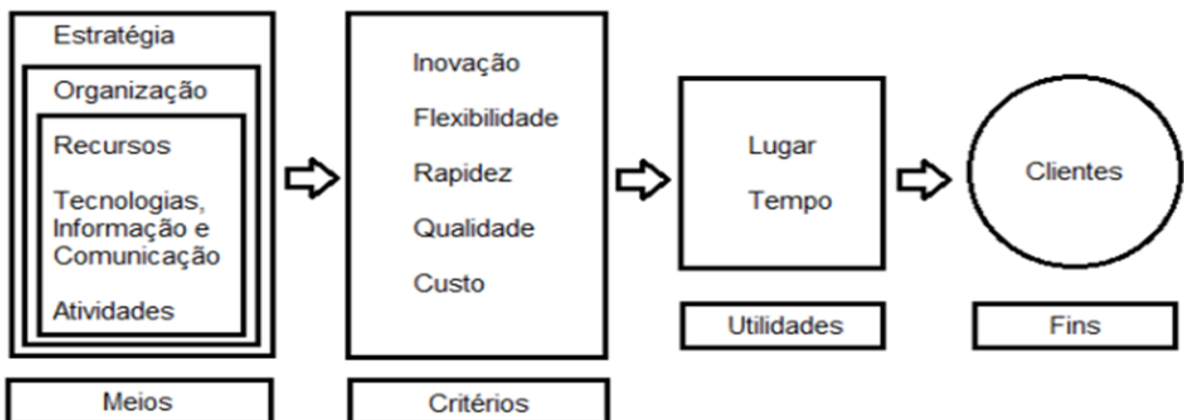 Estratégia
Organização
Recursos
Tecnologias,
Informação e
Comunicação
Atividades
Meios
Inovação
Flexibilidade
Rapidez
Qualidade
Custo
Critérios
Lugar
Tempo
Utilidades
Clientes
Fins